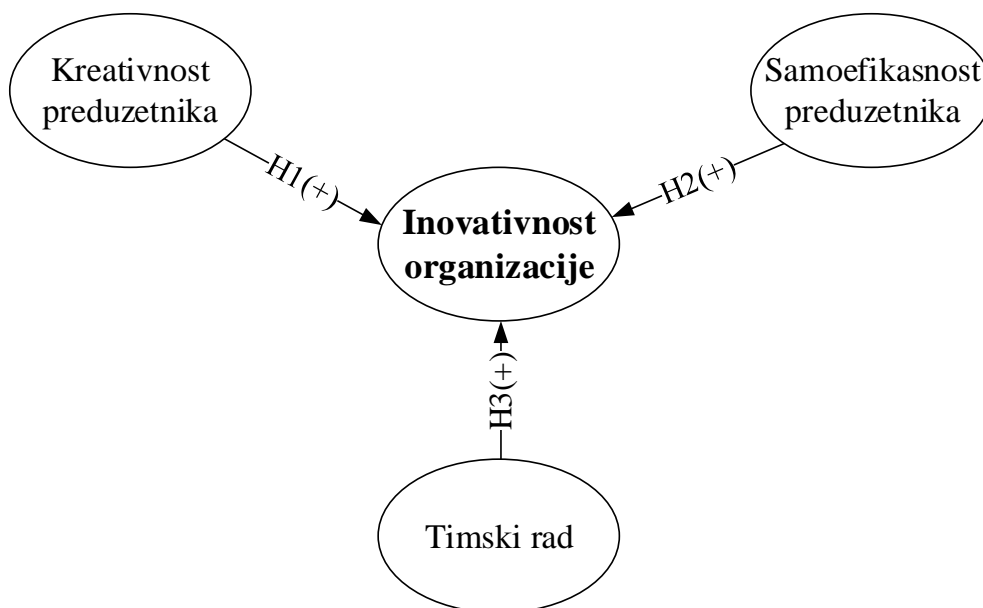 Kreativnost
preduzetnika
Samoefikasnost
preduzetnika
H1(+)
H2(+)
Inovativnost
organizacije
H3(+)
Timski rad